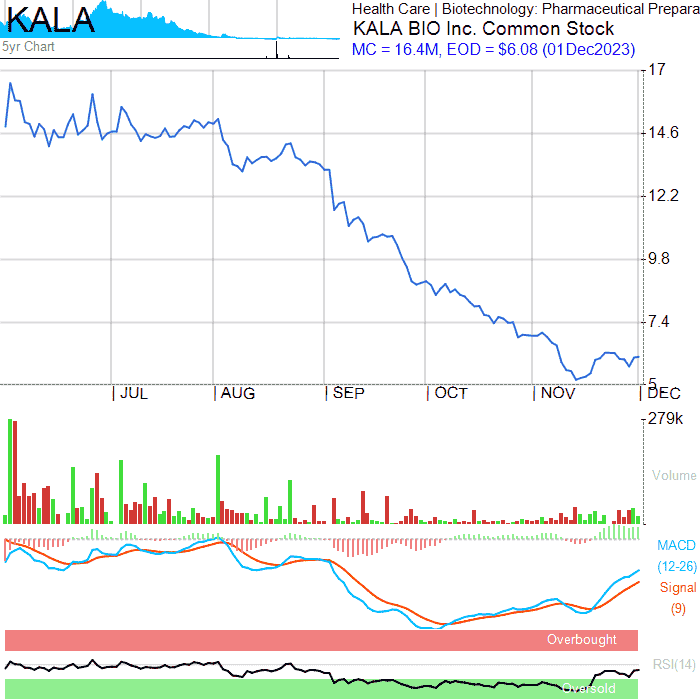 KALA
5yr Chart
Health Care | Biotechnology: Pharmaceutical Prepara
KALA BIO Inc. Common Stock
MC = 16.4M, EOD = $6.08 (01Dec2023)
17
14.6
12.2
9.8
7.4
5
JUL AUG SEP OCT NOV DEC
279k
Volume
MACD
(12-26)
Signal
(9)
Overbought
RSI(14)
Oversold